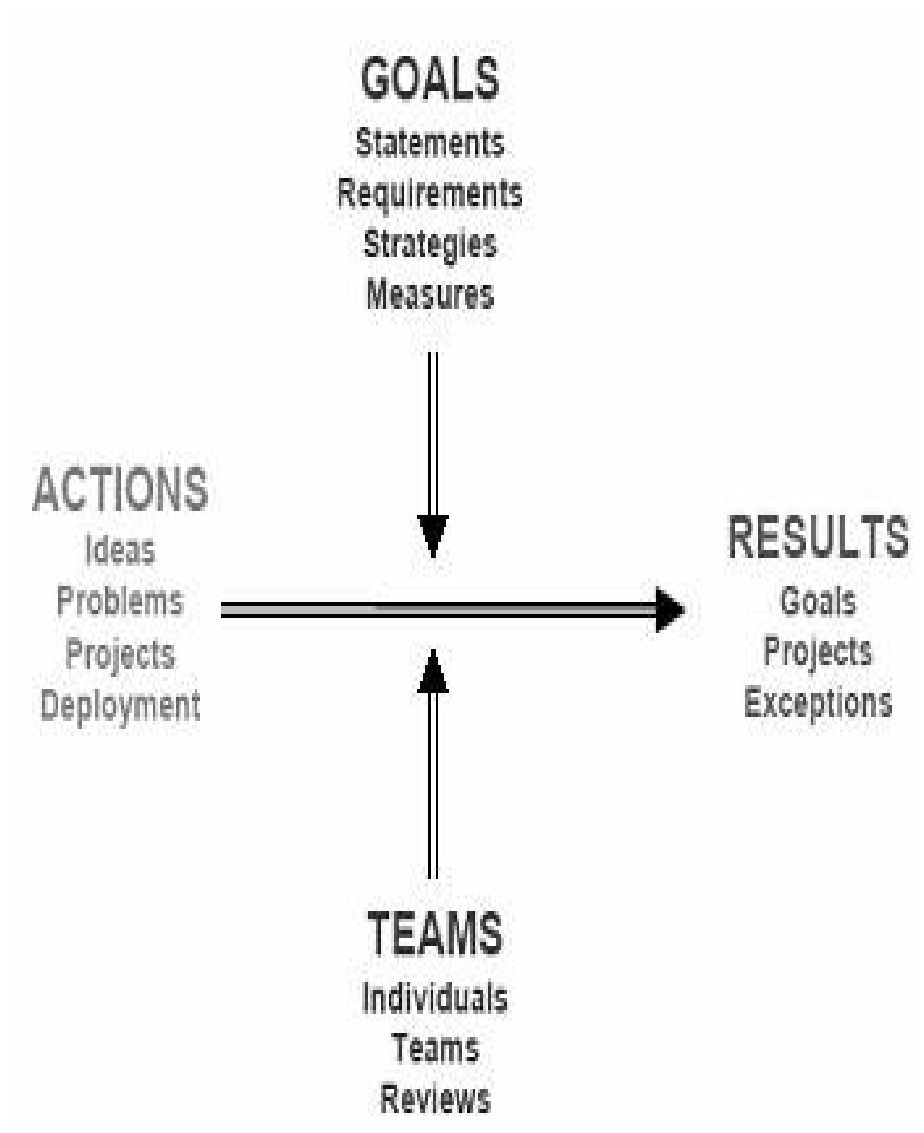 GOALS
Statements
Requirements
Strategies
Measures
ACTIONS
Ideas
Problems
Projects
Deployment
RESULTS
Goals
Projects
Exceptions
TEAMS
Individuals
Teams
Reviews